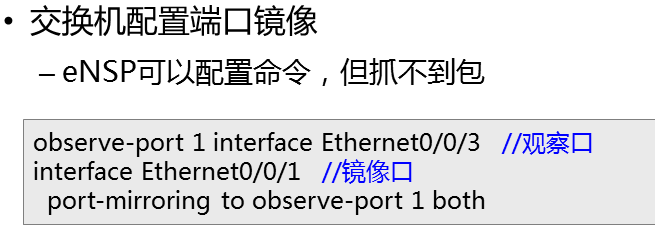 • 交换机配置端口镜像
– eNSP可以配置命令，但抓不到包
observe-port 1 interface Ethernet0/0/3 //观察口
interface Ethernet0/0/1 //镜像口
port-mirroring to observe-port 1 both